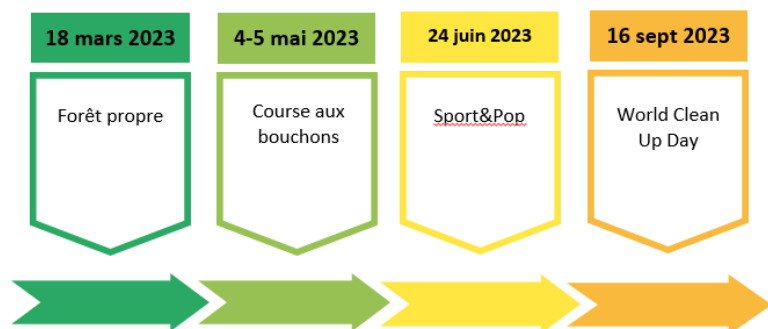 18 mars 2023
Forêt propre
4-5 mai 2023
Course aux
bouchons
24 juin 2023
Sport&Pop
16 sept 2023
World Clean
Up Day